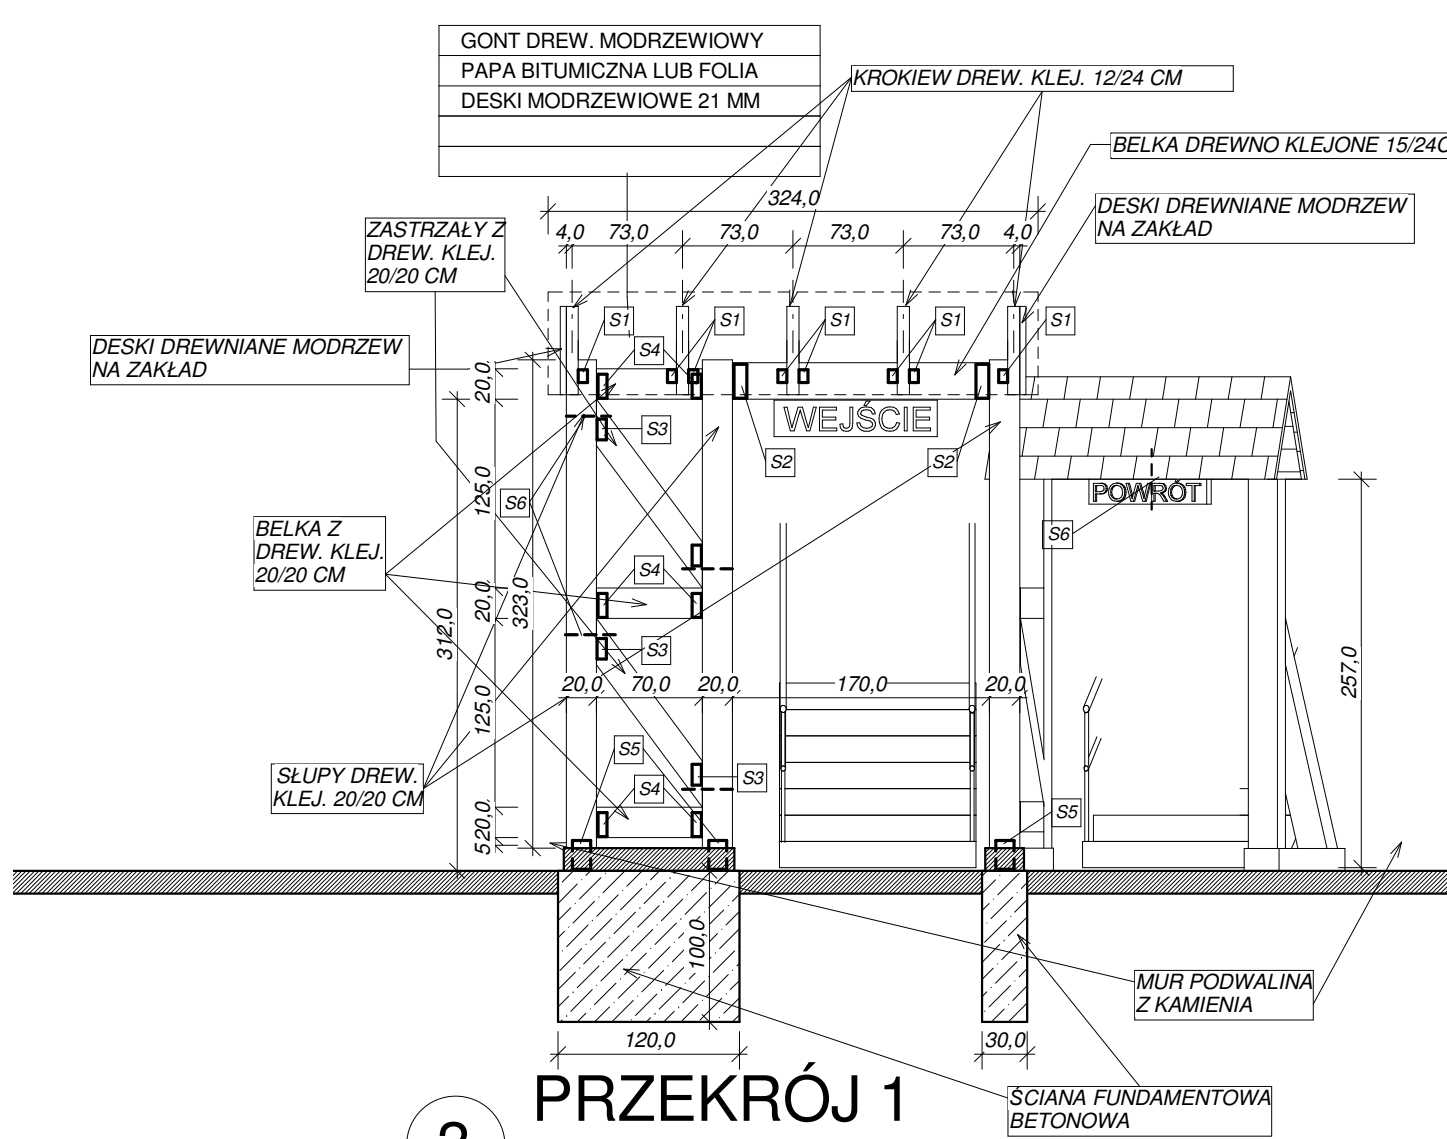 GONT DREW. MODRZEWIOWY
PAPA BITUMICZNA LUB FOLIA
DESKI MODRZEWIOWE 21 MM
KROKIEW DREW. KLEJ. 12/24 CM
BELKA DREWNO KLEJONE 15/24C
DESKI DREWNIANE MODRZEW
NA ZAKŁAD
324,0
4,0 73,0 73,0 73,0 73,0 4,0
ZASTRZAŁY Z
DREW. KLEJ.
20/20 CM
DESKI DREWNIANE MODRZEW
NA ZAKŁAD
S1 S1 S1 S1 S1
S4
WEJŚCIE
S3
S2 S2
POWRÓT
S6
S6
BELKA Z
DREW. KLEJ.
20/20 CM
S4
S3
20,0
125,0
20,0
125,0
20,0
5
323,0
312,0
257,0
20,0 70,0 20,0 170,0 20,0
SŁUPY DREW.
KLEJ. 20/20 CM
S5
S4
S3
S5
100,0
MUR PODWALINA
Z KAMIENIA
120,0
30,0
PRZEKRÓJ 1
ŚCIANA FUNDAMENTOWA
BETONOWA
2